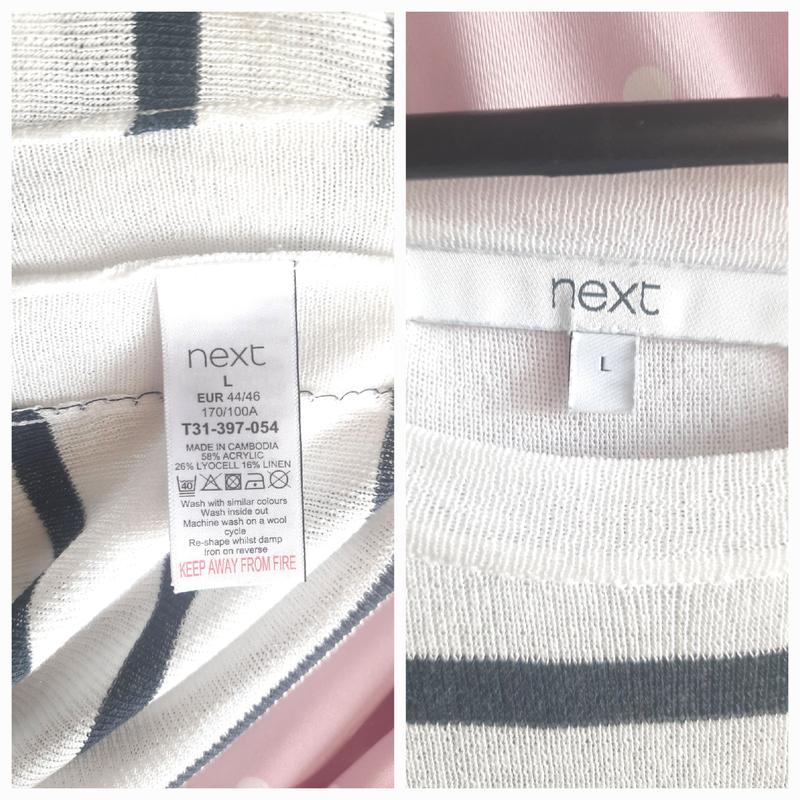 next
L
EUR 44/46
170/100A
T31-397-054
MADE IN CAMBODIA
58% ACRYLIC
26% LYOCELL 16% LINEN
40
Wash with similar colours
Wash inside out
Machine wash on a wool
cycle
Re-shape whilst damp
Iron on reverse
KEEP AWAY FROM FIRE
next
L